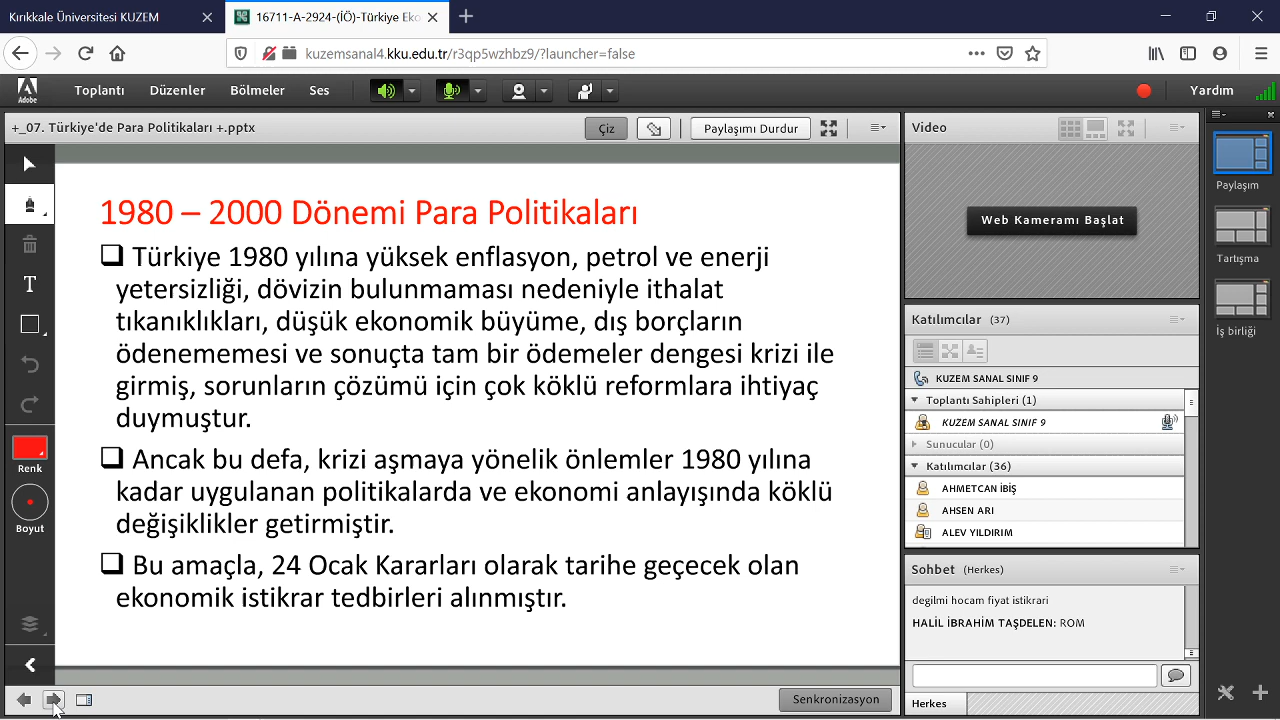 Kırıkkale Üniversitesi KUZEM
16711-A-2924-(İÖ)-Türkiye Eko
kuzemsanal4.kku.edu.tr/r3qp5wzhbz9/?launcher=false
Adobe
Toplantı
Düzenler
Bölmeler
Ses
Yardım
+_07. Türkiye'de Para Politikaları +.pptx
Çiz
Paylaşımı Durdur
1980 – 2000 Dönemi Para Politikaları
Türkiye 1980 yılına yüksek enflasyon, petrol ve enerji
yetersizliği, dövizin bulunmaması nedeniyle ithalat
tıkanıklıkları, düşük ekonomik büyüme, dış borçların
ödenememesi ve sonuçta tam bir ödemeler dengesi krizi ile
girmiş, sorunların çözümü için çok köklü reformlara ihtiyaç
duymuştur.
Ancak bu defa, krizi aşmaya yönelik önlemler 1980 yılına
kadar uygulanan politikalarda ve ekonomi anlayışında köklü
değişiklikler getirmiştir.
Bu amaçla, 24 Ocak Kararları olarak tarihe geçecek olan
ekonomik istikrar tedbirleri alınmıştır.
T
Renk
Boyut
Senkronizasyon
Video
Web Kameramı Başlat
Katılımcılar (37)
KUZEM SANAL SINIF 9
Toplantı Sahipleri (1)
KUZEM SANAL SINIF 9
Sunucular (0)
Katılımcılar (36)
AHMETCAN İBİŞ
AHSEN ARI
ALEV YILDIRIM
Sohbet (Herkes)
degilmi hocam fiyat istikrari
HALİL İBRAHİM TAŞDELEN: ROM
Herkes
Paylaşım
Tartışma
İş birliği